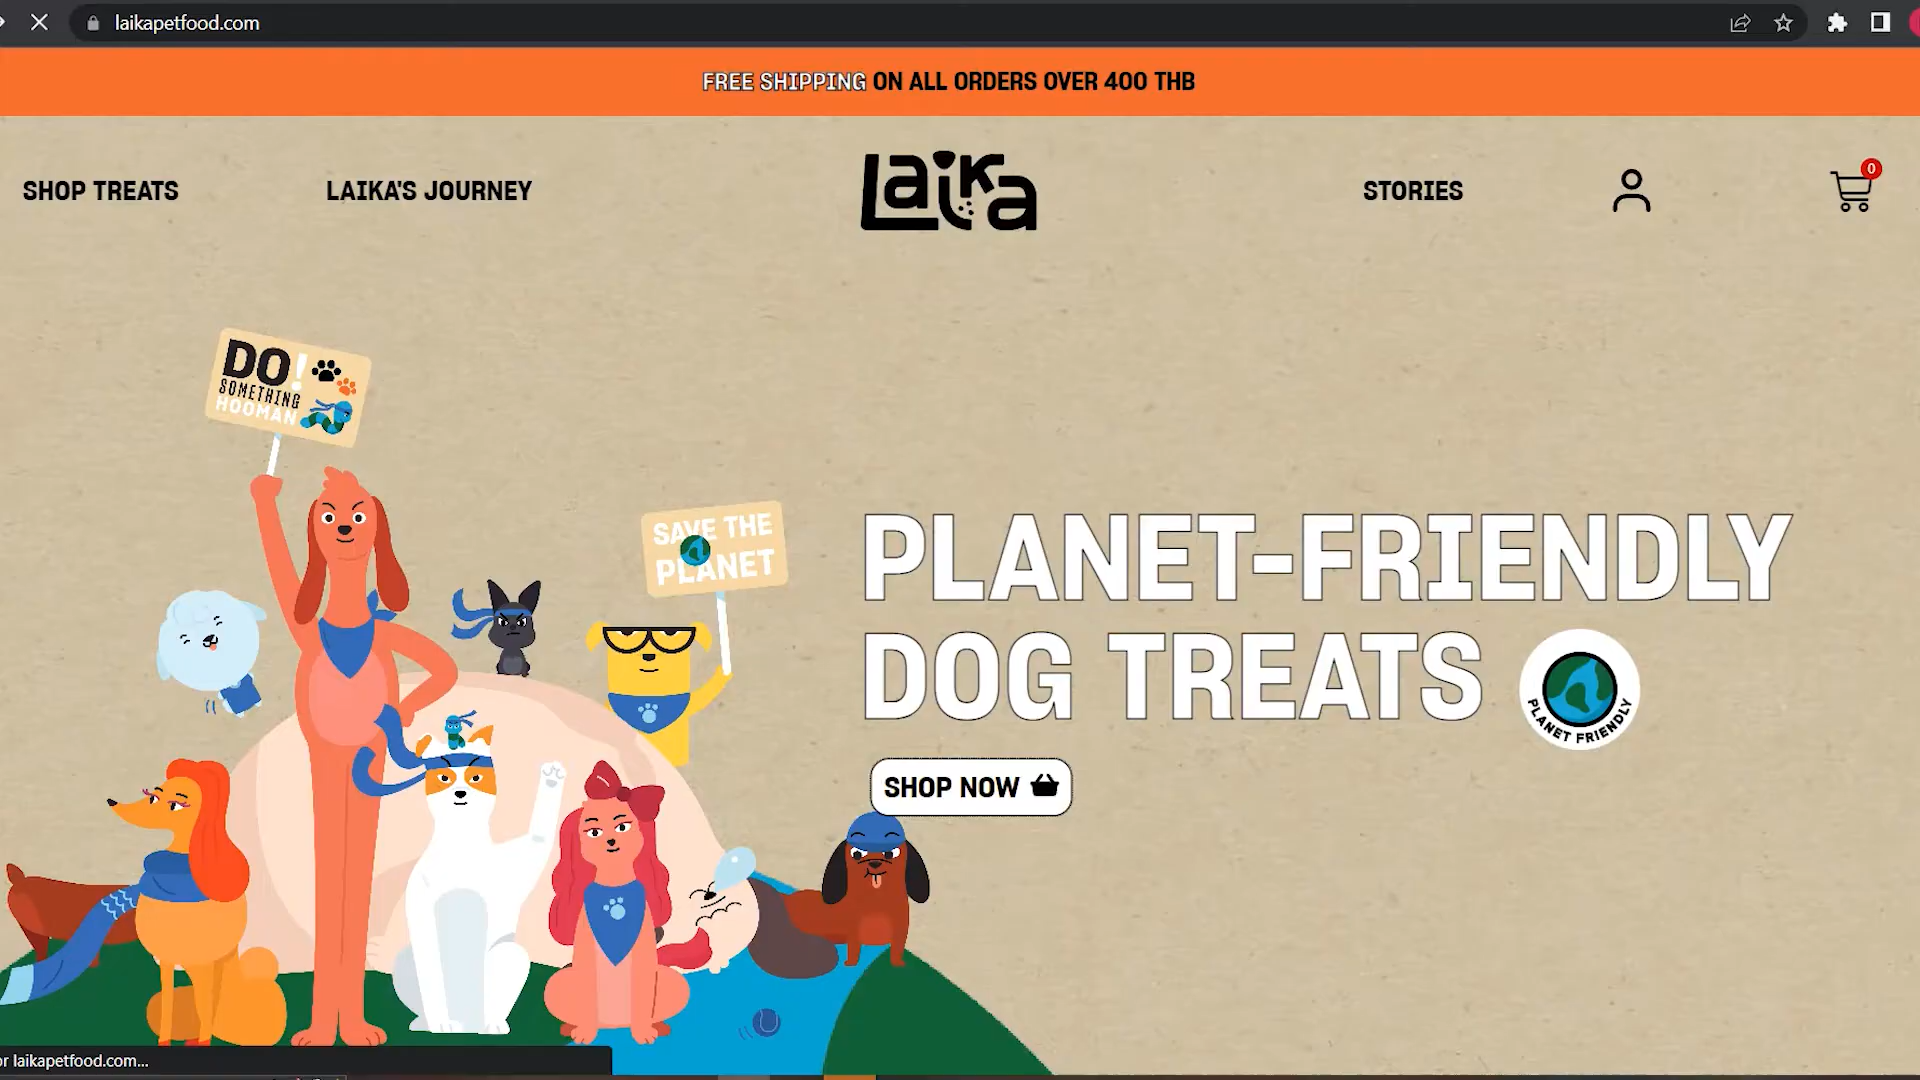 laikapetfood.com
FREE SHIPPING ON ALL ORDERS OVER 400 THB
SHOP TREATS
LAIKA'S JOURNEY
Laika
STORIES
0
DO!
SOMETHING
HOOMAN
SAVE THE
PLANET
PLANET-FRIENDLY
DOG TREATS
PLANET FRIENDLY
SHOP NOW
or laikapetfood.com...